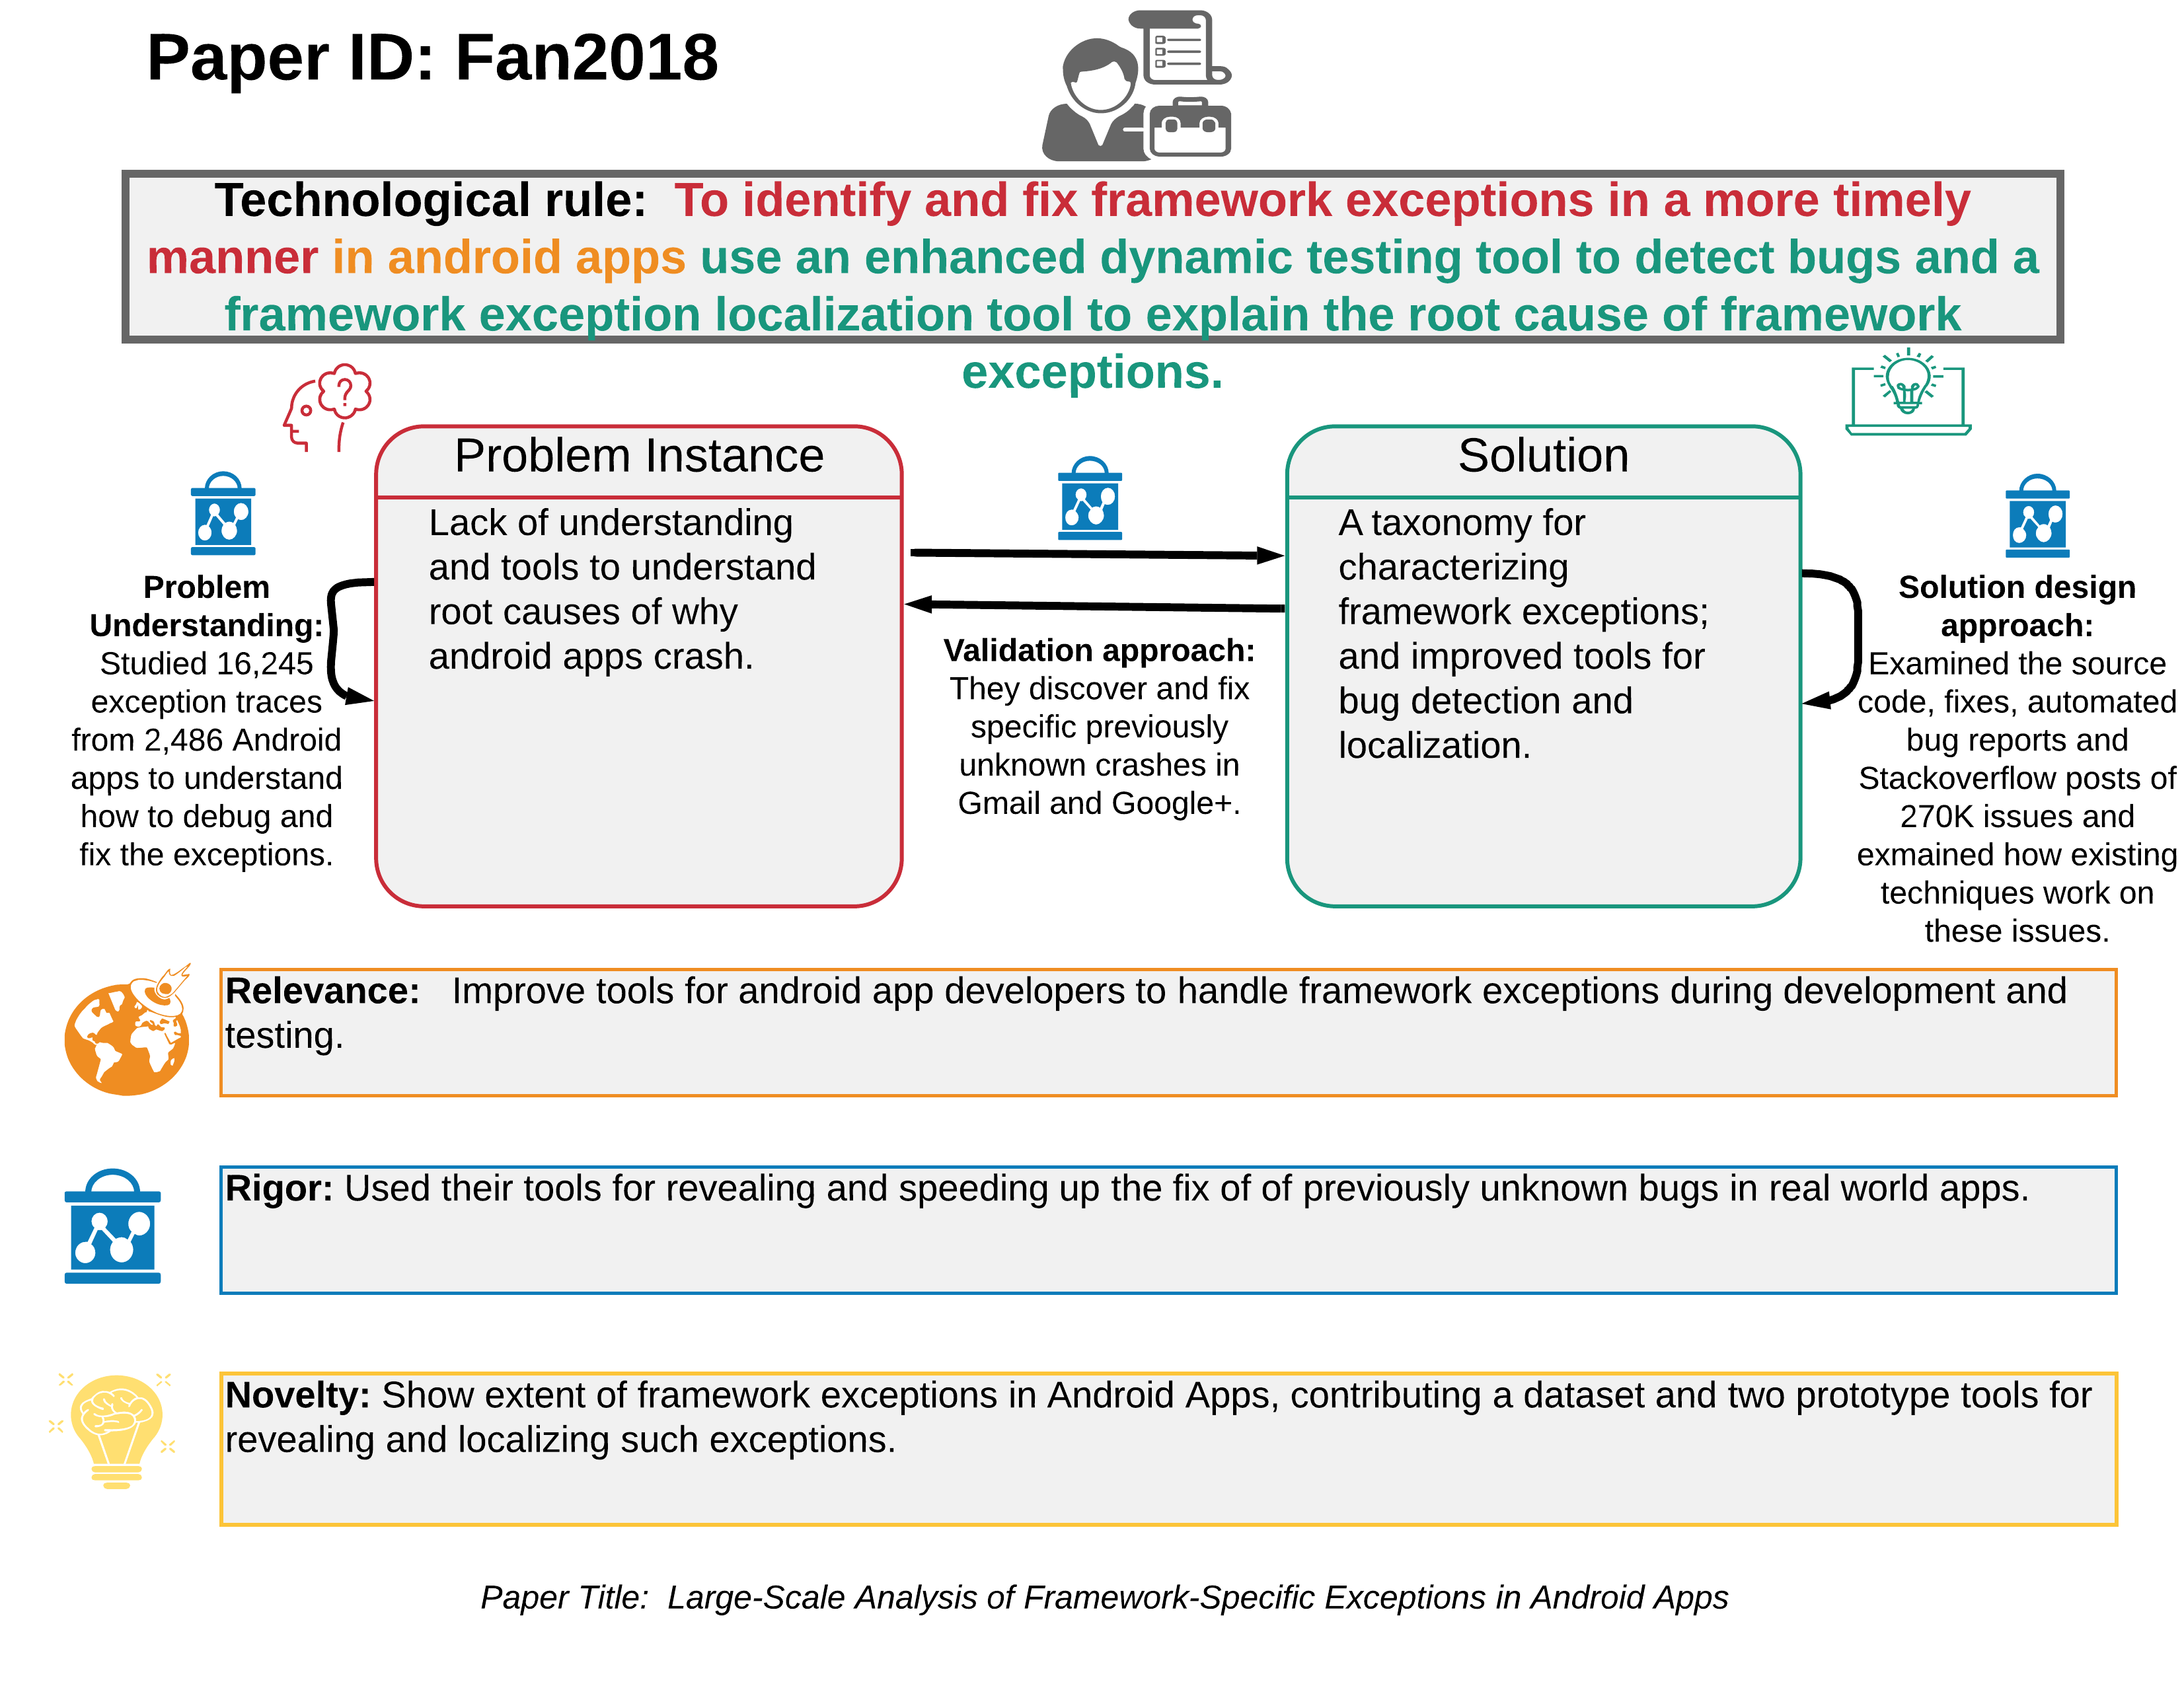 Paper ID: Fan2018
Technological rule: To identify and fix framework exceptions in a more timely
manner in android apps use an enhanced dynamic testing tool to detect bugs and a
framework exception localization tool to explain the root cause of framework
exceptions.
?
Problem
Understanding:
Studied 16,245
exception traces
from 2,486 Android
apps to understand
how to debug and
fix the exceptions.
Problem Instance
Lack of understanding
and tools to understand
root causes of why
android apps crash.
Validation approach:
They discover and fix
specific previously
unknown crashes in
Gmail and Google+.
Solution
A taxonomy for
characterizing
framework exceptions;
and improved tools for
bug detection and
localization.
Solution design
approach:
Examined the source
code, fixes, automated
bug reports and
Stackoverflow posts of
270K issues and
exmained how existing
techniques work on
these issues.
Relevance: Improve tools for android app developers to handle framework exceptions during development and
testing.
Rigor: Used their tools for revealing and speeding up the fix of of previously unknown bugs in real world apps.
Novelty: Show extent of framework exceptions in Android Apps, contributing a dataset and two prototype tools for
revealing and localizing such exceptions.
Paper Title: Large-Scale Analysis of Framework-Specific Exceptions in Android Apps